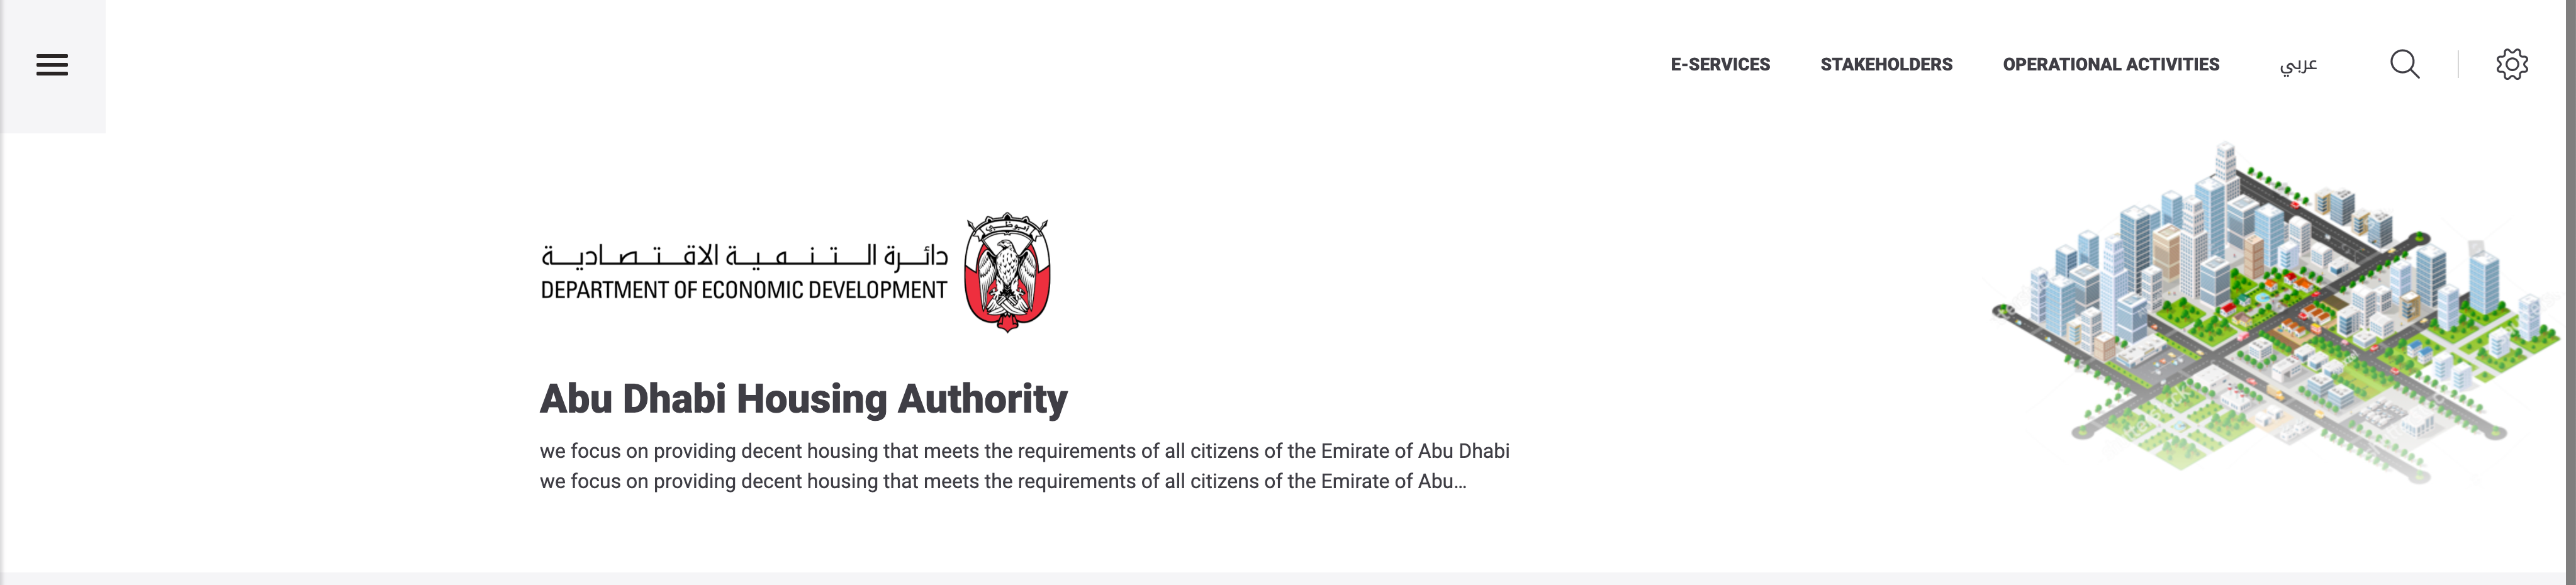 E-SERVICES STAKEHOLDERS OPERATIONAL ACTIVITIES عربي
دائرة التنمية الاقتصادية
DEPARTMENT OF ECONOMIC DEVELOPMENT
أبوظبي
Abu Dhabi Housing Authority
we focus on providing decent housing that meets the requirements of all citizens of the Emirate of Abu Dhabi
we focus on providing decent housing that meets the requirements of all citizens of the Emirate of Abu...